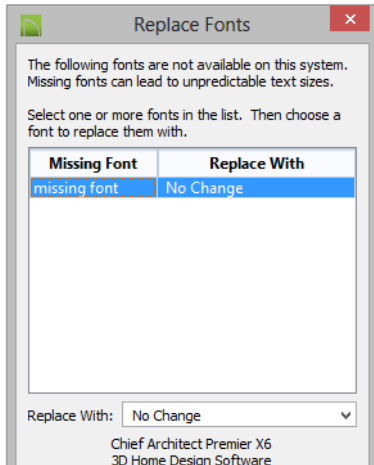 Replace Fonts
The following fonts are not available on this system.
Missing fonts can lead to unpredictable text sizes.
Select one or more fonts in the list. Then choose a
font to replace them with.
Missing Font Replace With
missing font No Change
Replace With: No Change
Chief Architect Premier X6
3D Home Design Software